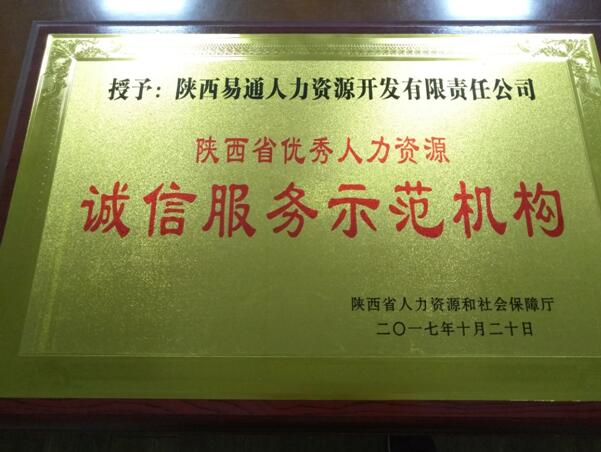 授予：陕西易通人力资源开发有限责任公司
陕西省优秀人力资源
诚信服务示范机构
陕西省人力资源和社会保障厅
二〇一七年十月二十日